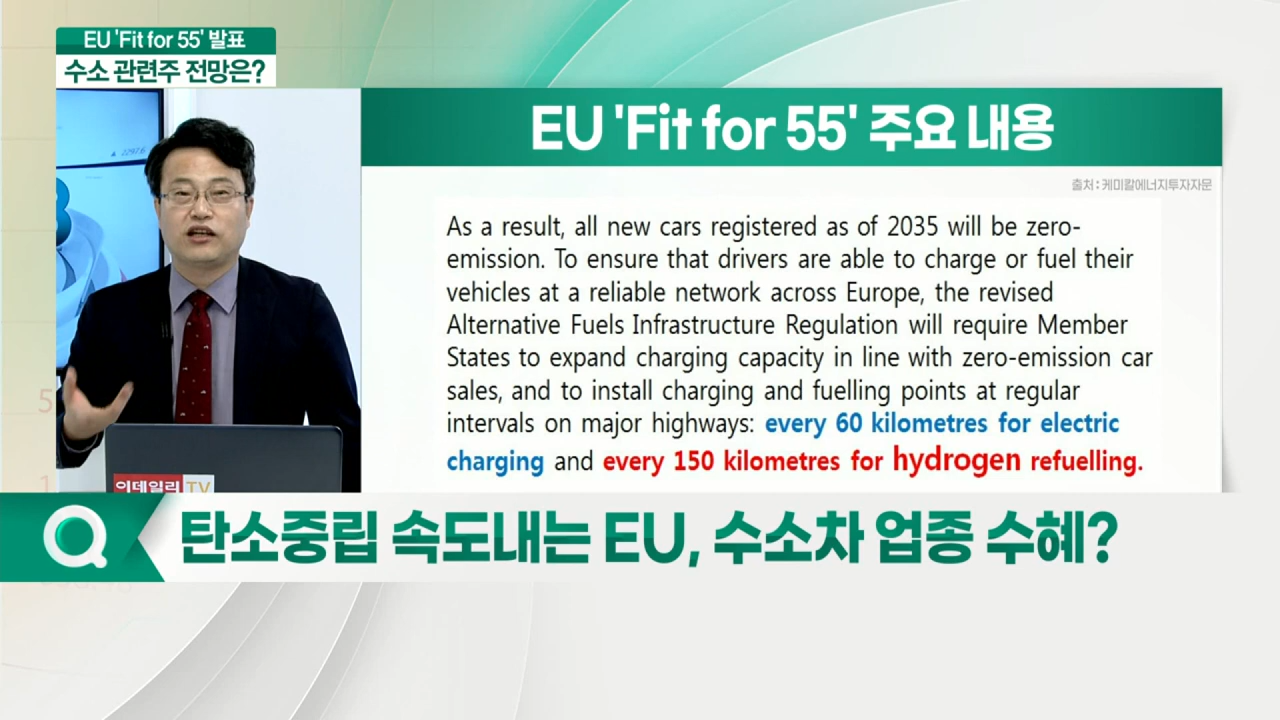 EU 'Fit for 55' 발표
수소 관련주 전망은?
EU 'Fit for 55' 주요 내용
출처 : 케미칼에너지투자자문
As a result, all new cars registered as of 2035 will be zero-
emission. To ensure that drivers are able to charge or fuel their
vehicles at a reliable network across Europe, the revised
Alternative Fuels Infrastructure Regulation will require Member
States to expand charging capacity in line with zero-emission car
sales, and to install charging and fuelling points at regular
intervals on major highways: every 60 kilometres for electric
charging and every 150 kilometres for hydrogen refuelling.
이데일리 TV
Q 탄소중립 속도내는 EU, 수소차 업종 수혜?